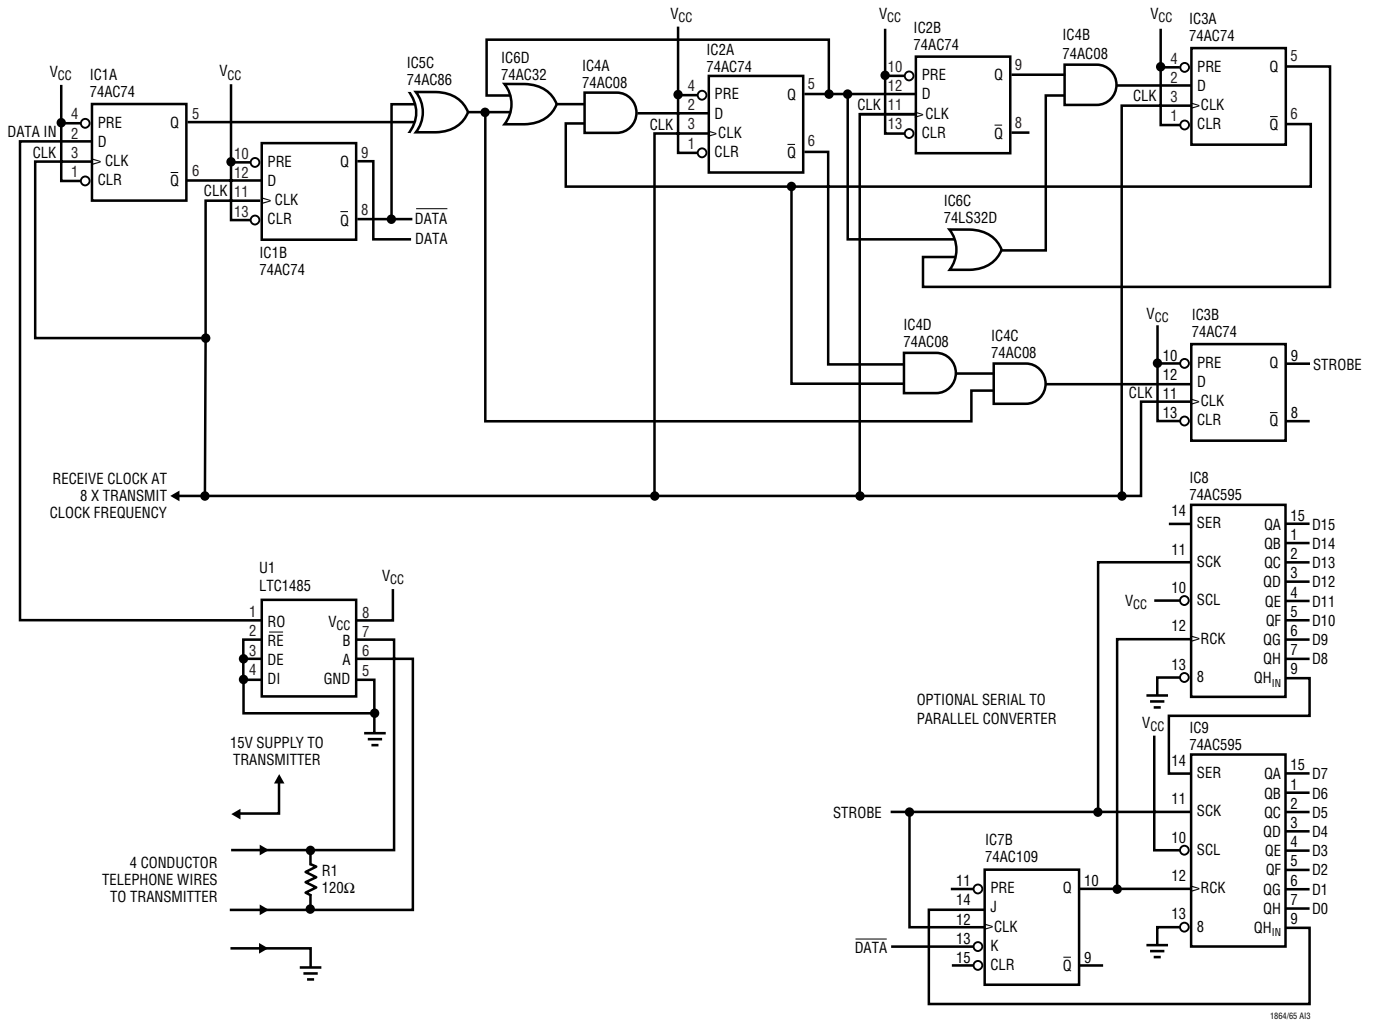 VCC
IC1A
74AC74
4
PRE
DATA IN
2
D
CLK
3
CLK
1
CLR
Q
5
Q
6
VCC
10
PRE
12
D
CLK
11
CLK
13
CLR
Q
9
Q
8
IC1B
74AC74
DATA
DATA
IC5C
74AC86
IC6D
74AC32
IC4A
74AC08
VCC
IC2A
74AC74
4
PRE
2
D
CLK
3
CLK
1
CLR
Q
5
Q
6
VCC
IC2B
74AC74
10
PRE
12
D
CLK
11
CLK
13
CLR
Q
9
Q
8
IC4B
74AC08
VCC
IC3A
74AC74
4
PRE
2
D
CLK
3
CLK
1
CLR
Q
5
Q
6
IC6C
74LS32D
IC4D
74AC08
IC4C
74AC08
VCC
IC3B
74AC74
10
PRE
12
D
CLK
11
CLK
13
CLR
Q
9
STROBE
Q
8
RECEIVE CLOCK AT
8 X TRANSMIT
CLOCK FREQUENCY
U1
LTC1485
1
RO
2
RE
3
DE
4
DI
VCC
8
B
7
A
6
GND
5
VCC
15V SUPPLY TO
TRANSMITTER
4 CONDUCTOR
TELEPHONE WIRES
TO TRANSMITTER
R1
120Ω
OPTIONAL SERIAL TO
PARALLEL CONVERTER
IC8
74AC595
14
SER
11
SCK
VCC
10
SCL
12
RCK
13
8
QA
15
D15
QB
1
D14
QC
2
D13
QD
3
D12
QE
4
D11
QF
5
D10
QG
6
D9
QH
7
D8
QHIN
9
VCC
IC9
74AC595
14
SER
11
SCK
10
SCL
12
RCK
13
8
QA
15
D7
QB
1
D6
QC
2
D5
QD
3
D4
QE
4
D3
QF
5
D2
QG
6
D1
QH
7
D0
QHIN
9
STROBE
IC7B
74AC109
11
PRE
14
J
12
CLK
DATA
13
K
15
CLR
Q
10
Q
9
1864/65 AI3